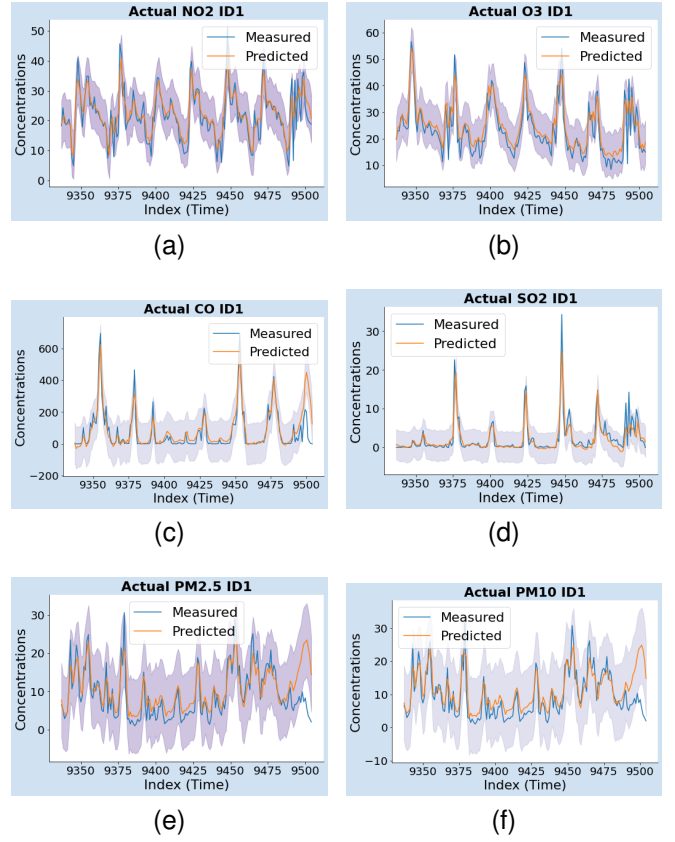 Actual NO2 ID1
Concentrations
50
40
30
20
10
0
Measured
Predicted
9350 9375 9400 9425 9450 9475 9500
Index (Time)
(a)
Actual O3 ID1
Concentrations
60
50
40
30
20
10
Measured
Predicted
9350 9375 9400 9425 9450 9475 9500
Index (Time)
(b)
Actual CO ID1
Concentrations
600
400
200
0
−200
Measured
Predicted
9350 9375 9400 9425 9450 9475 9500
Index (Time)
(c)
Actual SO2 ID1
Concentrations
30
20
10
0
Measured
Predicted
9350 9375 9400 9425 9450 9475 9500
Index (Time)
(d)
Actual PM2.5 ID1
Concentrations
30
20
10
0
Measured
Predicted
9350 9375 9400 9425 9450 9475 9500
Index (Time)
(e)
Actual PM10 ID1
Concentrations
30
20
10
0
−10
Measured
Predicted
9350 9375 9400 9425 9450 9475 9500
Index (Time)
(f)